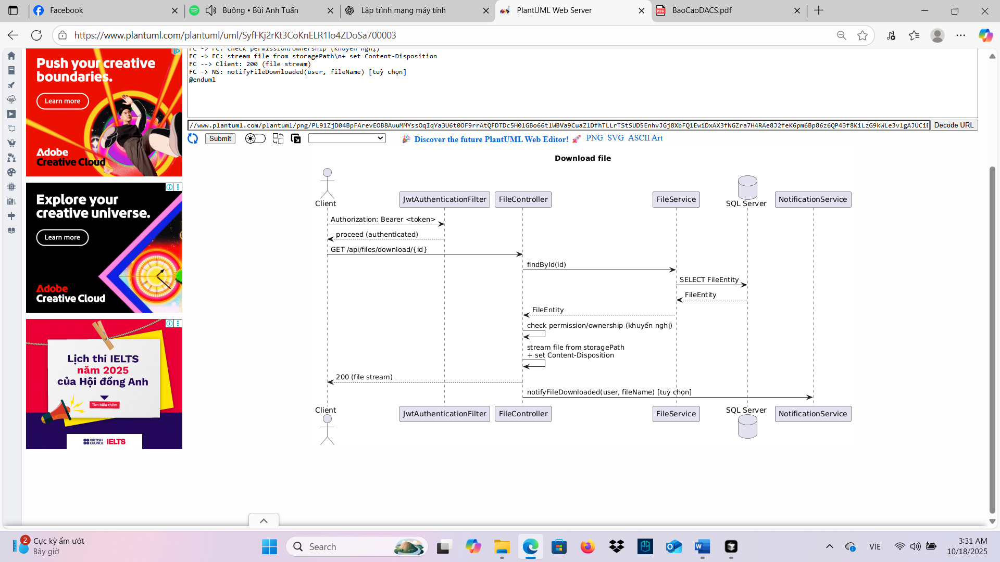 Facebook
Buông • Bùi Anh Tuấn
Lập trình mạng máy tính
PlantUML Web Server
BaoCaoDACS.pdf
https://www.plantuml.com/plantuml/uml/SyfFKj2rKt3CoKnELR1Io4ZDoSa700003
Push your creative
boundaries.
Learn more
Adobe
Creative Cloud
Explore your
creative universe.
Learn more
Adobe
Creative Cloud
Lịch thi IELTS
năm 2025
của Hội đồng Anh
Tìm hiểu thêm
BRITISH COUNCIL IELTS
FC -> FC: check permission/ownership (khuyến nghị)
FC -> FC: stream file from storagePath\n+ set Content-Disposition
FC --> Client: 200 (file stream)
FC -> NS: notifyFileDownloaded(user, fileName) [tuỳ chọn]
@enduml
Decode URL
Submit
Discover the future PlantUML Web Editor!
PNG SVG ASCII Art
Download file
Client
JwtAuthenticationFilter
FileController
FileService
SQL Server
NotificationService
Authorization: Bearer <token>
proceed (authenticated)
GET /api/files/download/{id}
findById(id)
SELECT FileEntity
FileEntity
FileEntity
check permission/ownership (khuyến nghị)
stream file from storagePath
+ set Content-Disposition
200 (file stream)
notifyFileDownloaded(user, fileName) [tuỳ chọn]
Client
JwtAuthenticationFilter
FileController
FileService
SQL Server
NotificationService
2
Cực kỳ ẩm ướt
Bây giờ
Search
VIE
3:31 AM
10/18/2025